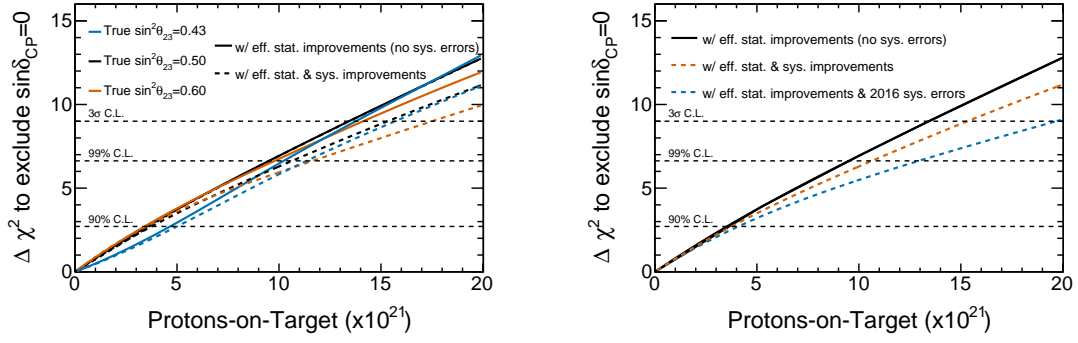 Δ χ² to exclude sinδCP=0
15
10
5
0
True sin²θ23=0.43
True sin²θ23=0.50
True sin²θ23=0.60
w/ eff. stat. improvements (no sys. errors)
w/ eff. stat. & sys. improvements
3σ C.L.
99% C.L.
90% C.L.
0 5 10 15 20
Protons-on-Target (x10²¹)
Δ χ² to exclude sinδCP=0
15
10
5
0
w/ eff. stat. improvements (no sys. errors)
w/ eff. stat. & sys. improvements
w/ eff. stat. improvements & 2016 sys. errors
3σ C.L.
99% C.L.
90% C.L.
0 5 10 15 20
Protons-on-Target (x10²¹)